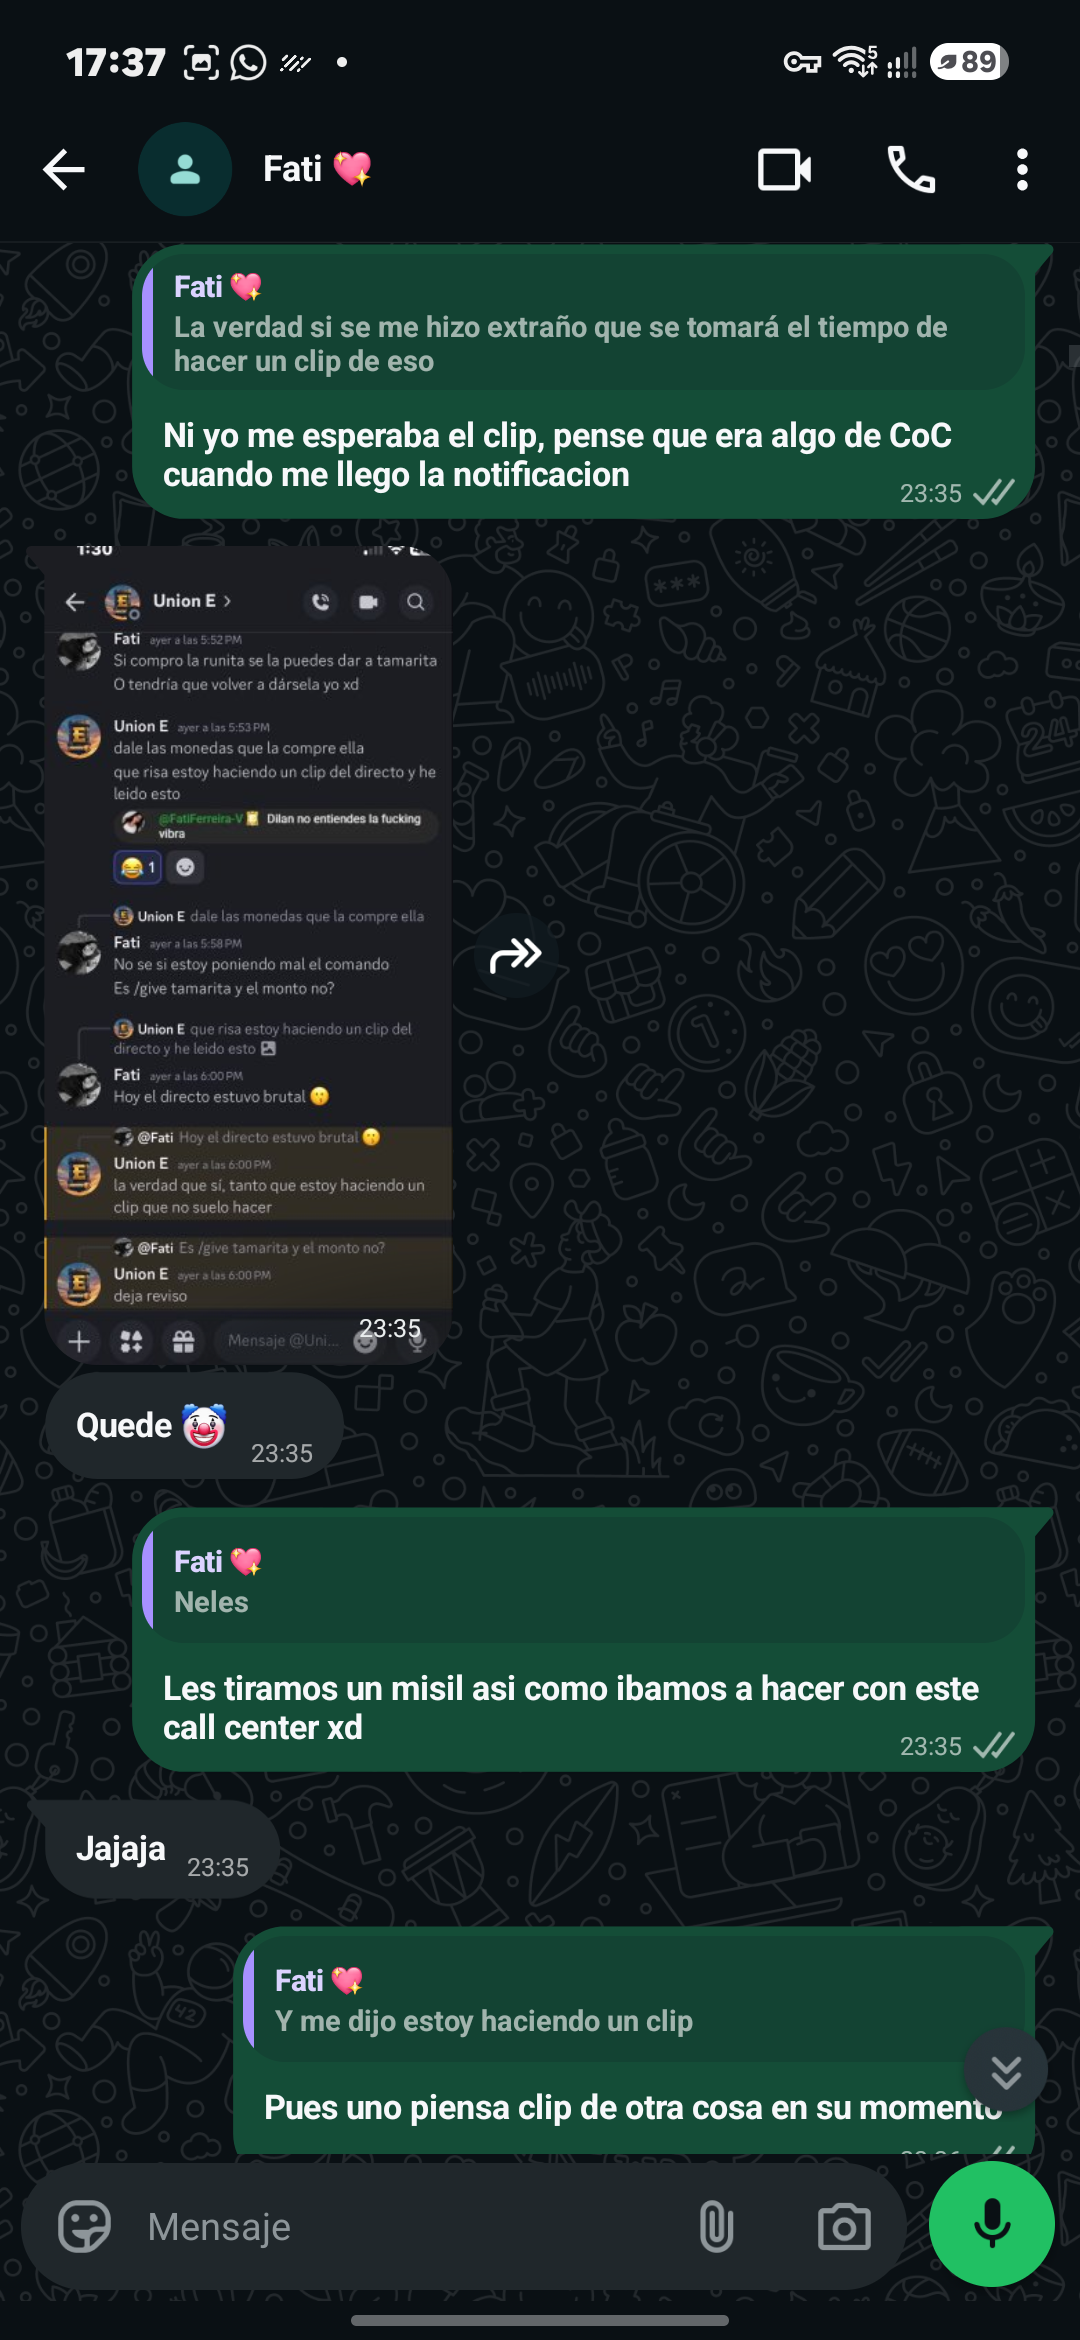 17:37
5
89
Fati 💖
Fati 💖
La verdad si se me hizo extraño que se tomará el tiempo de
hacer un clip de eso
Ni yo me esperaba el clip, pense que era algo de CoC
cuando me llego la notificacion
23:35
1:30
Union E >
Fati ayer a las 5:52 PM
Si compro la runita se la puedes dar a tamarita
O tendría que volver a dársela yo xd
Union E ayer a las 5:53 PM
dale las monedas que la compre ella
que risa estoy haciendo un clip del directo y he
leido esto
@FatiFerreira-V Dilan no entiendes la fucking
vibra
😂 1
Union E dale las monedas que la compre ella
Fati ayer a las 5:58 PM
No se si estoy poniendo mal el comando
Es /give tamarita y el monto no?
Union E que risa estoy haciendo un clip del
directo y he leido esto
Fati ayer a las 6:00 PM
Hoy el directo estuvo brutal 😗
@Fati Hoy el directo estuvo brutal 😗
Union E ayer a las 6:00 PM
la verdad que sí, tanto que estoy haciendo un
clip que no suelo hacer
@Fati Es /give tamarita y el monto no?
Union E ayer a las 6:00 PM
deja reviso
Mensaje @Uni...
23:35
Quede 🤡
23:35
Fati 💖
Neles
Les tiramos un misil asi como ibamos a hacer con este
call center xd
23:35
Jajaja
23:35
Fati 💖
Y me dijo estoy haciendo un clip
Pues uno piensa clip de otra cosa en su momento
Mensaje